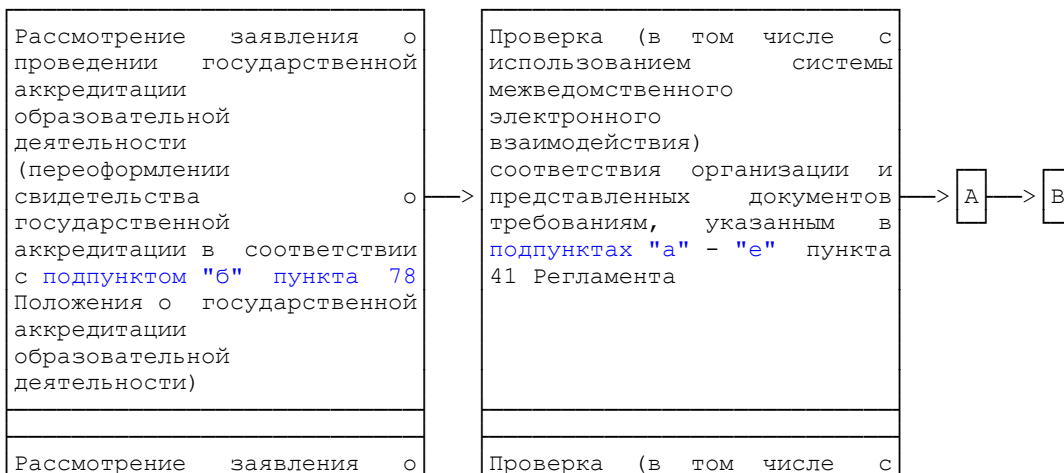 Рассмотрение заявления о
проведении государственной
аккредитации
образовательной
деятельности
(переоформлении
свидетельства о
государственной
аккредитации в соответствии
с подпунктом "б" пункта 78
Положения о государственной
аккредитации
образовательной
деятельности)
Проверка (в том числе с
использованием системы
межведомственного
электронного
взаимодействия)
соответствия организации и
представленных документов
требованиям, указанным в
подпунктах "а" - "е" пункта
41 Регламента
А
В
Рассмотрение заявления о
Проверка (в том числе с